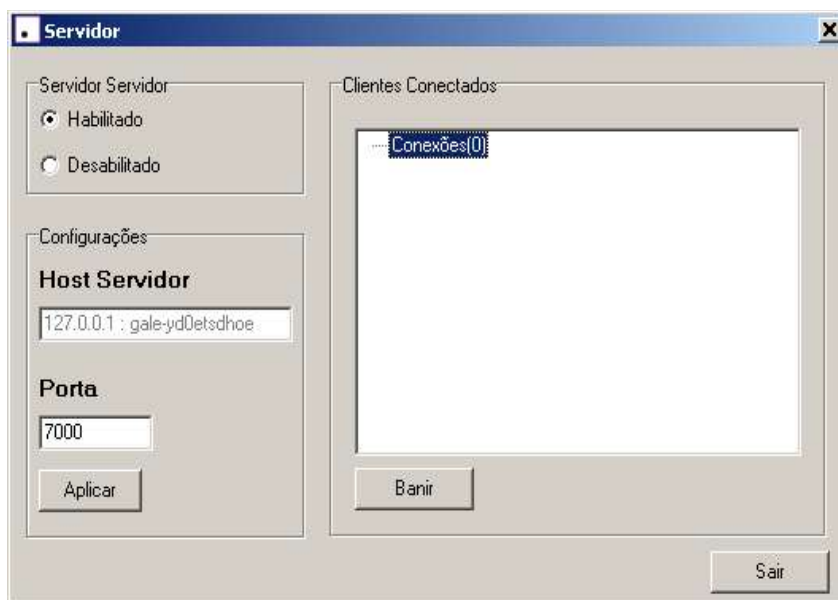 Servidor
Servidor Servidor
Habilitado
Desabilitado
Configurações
Host Servidor
127.0.0.1 : gale-yd0etsdhoe
Porta
7000
Aplicar
Clientes Conectados
Conexões(0)
Banir
Sair